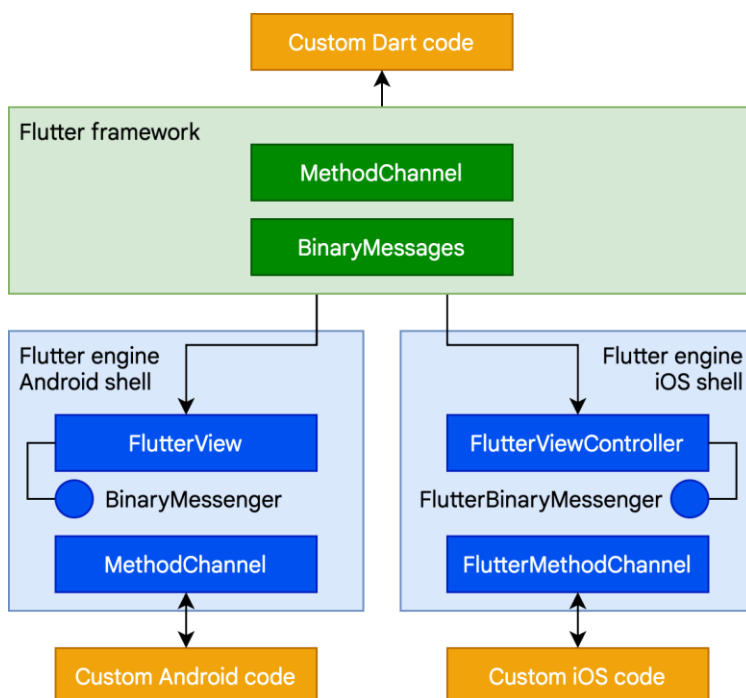 Custom Dart code
Flutter framework
MethodChannel
BinaryMessages
Flutter engine
Android shell
FlutterView
BinaryMessenger
MethodChannel
Custom Android code
Flutter engine
iOS shell
FlutterViewController
FlutterBinaryMessenger
FlutterMethodChannel
Custom iOS code